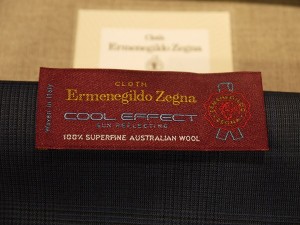 Cloth
Ermenegildo Zegna
CLOTH
Ermenegildo Zegna
COOL EFFECT
SUN REFLECTING
100% SUPERFINE AUSTRALIAN WOOL
Woven in Italy